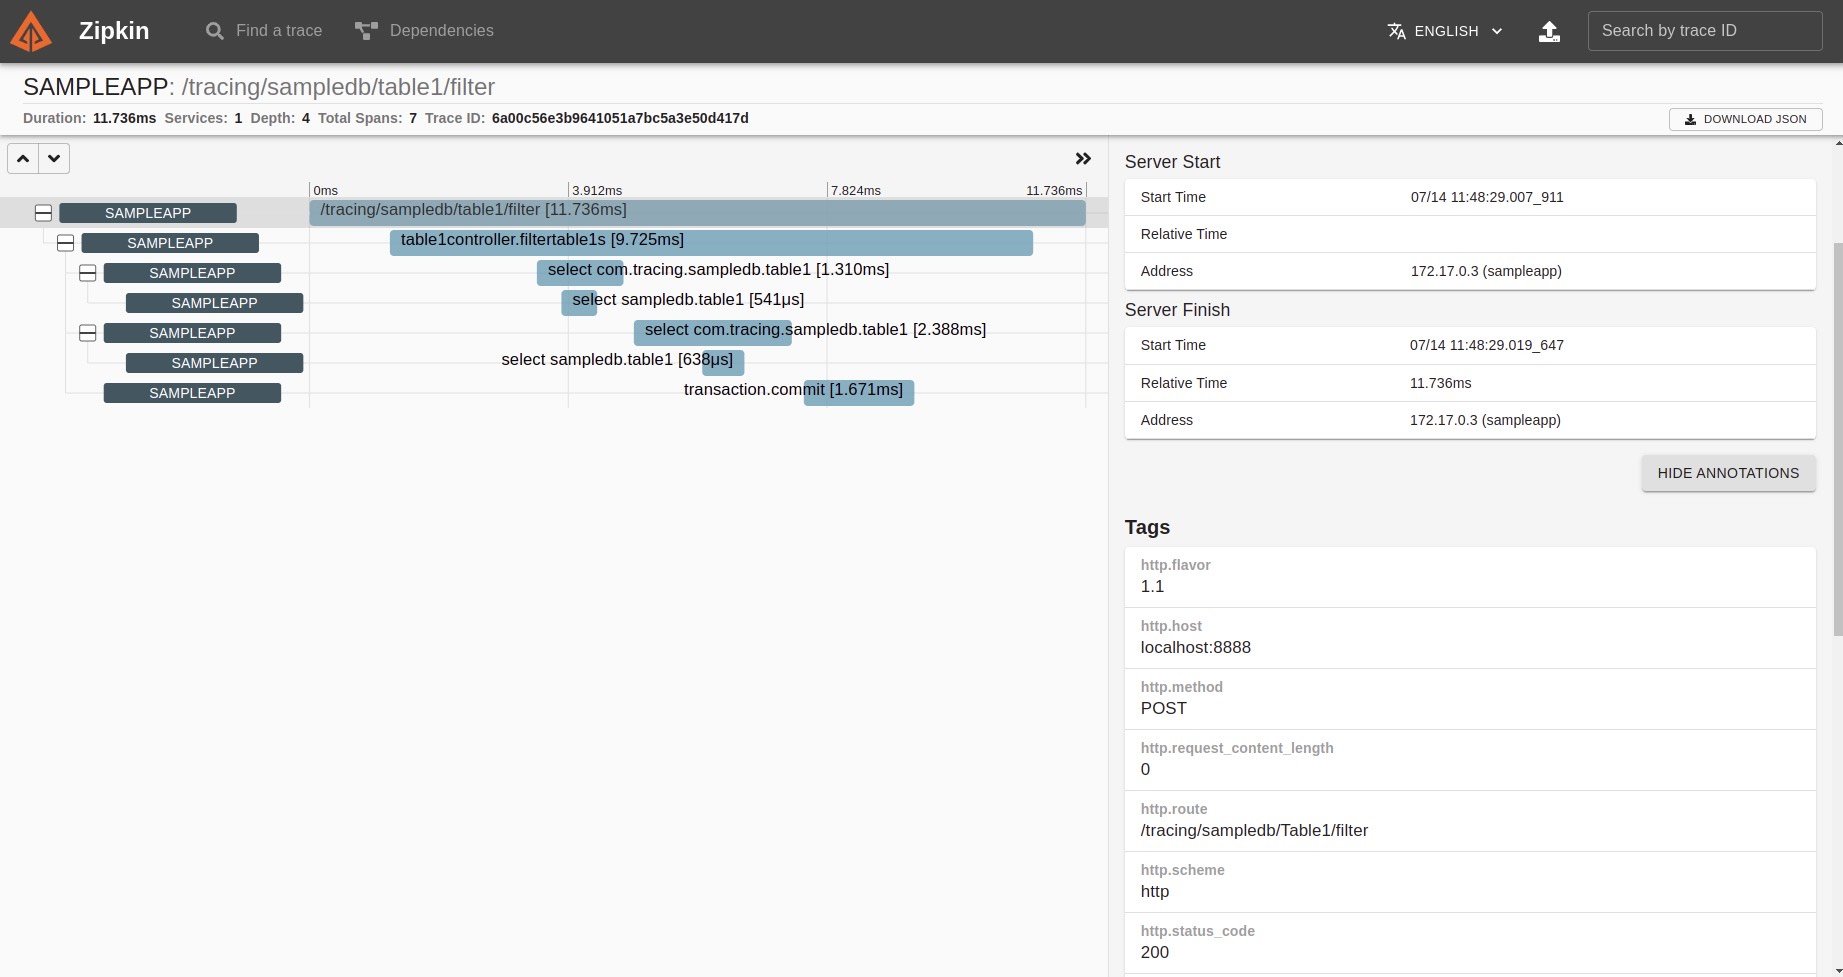 Zipkin Find a trace Dependencies ENGLISH Search by trace ID
SAMPLEAPP: /tracing/sampledb/table1/filter
Duration: 11.736ms Services: 1 Depth: 4 Total Spans: 7 Trace ID: 6a00c56e3b9641051a7bc5a3e50d417d
DOWNLOAD JSON
0ms 3.912ms 7.824ms 11.736ms
SAMPLEAPP /tracing/sampledb/table1/filter [11.736ms]
SAMPLEAPP table1controller.filtertable1s [9.725ms]
SAMPLEAPP select com.tracing.sampledb.table1 [1.310ms]
SAMPLEAPP select sampledb.table1 [541μs]
SAMPLEAPP select com.tracing.sampledb.table1 [2.388ms]
SAMPLEAPP select sampledb.table1 [638μs]
SAMPLEAPP transaction.commit [1.671ms]
Server Start
Start Time 07/14 11:48:29.007_911
Relative Time
Address 172.17.0.3 (sampleapp)
Server Finish
Start Time 07/14 11:48:29.019_647
Relative Time 11.736ms
Address 172.17.0.3 (sampleapp)
HIDE ANNOTATIONS
Tags
http.flavor
1.1
http.host
localhost:8888
http.method
POST
http.request_content_length
0
http.route
/tracing/sampledb/Table1/filter
http.scheme
http
http.status_code
200